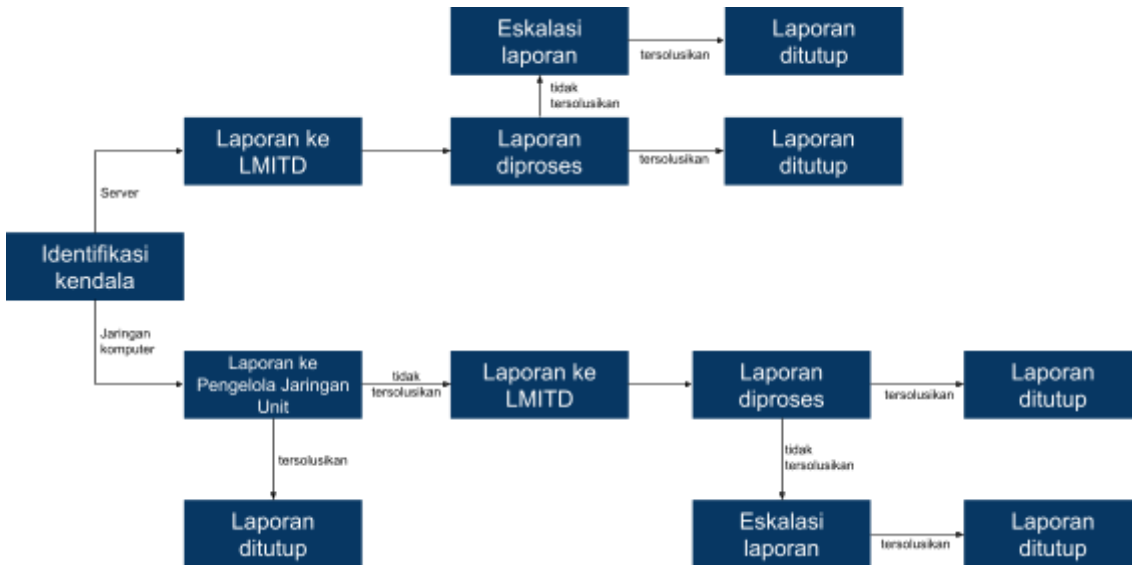 Eskalasi
laporan
tersolusikan
Laporan
ditutup
tidak
tersolusikan
Laporan ke
LMITD
Laporan
diproses
tersolusikan
Laporan
ditutup
Server
Identifikasi
kendala
Jaringan
komputer
Laporan ke
Pengelola Jaringan
Unit
tidak
tersolusikan
Laporan ke
LMITD
Laporan
diproses
tersolusikan
Laporan
ditutup
tersolusikan
tidak
tersolusikan
Laporan
ditutup
Eskalasi
laporan
tersolusikan
Laporan
ditutup